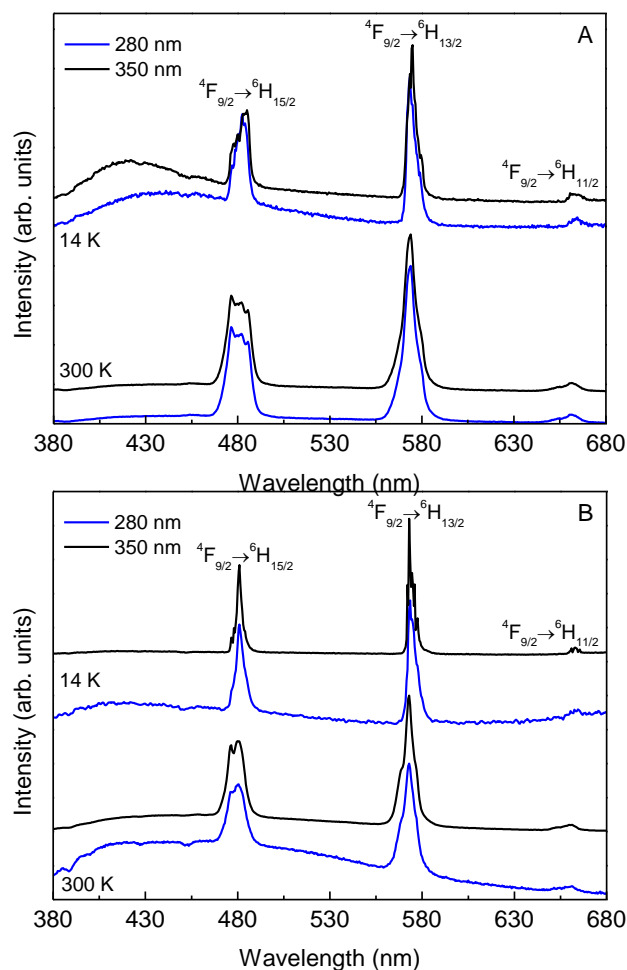 A
280 nm
350 nm
⁴F₉/₂→⁶H₁₃/₂
⁴F₉/₂→⁶H₁₅/₂
⁴F₉/₂→⁶H₁₁/₂
14 K
300 K
Intensity (arb. units)
380 430 480 530 580 630 680
Wavelength (nm)
B
280 nm
350 nm
⁴F₉/₂→⁶H₁₃/₂
⁴F₉/₂→⁶H₁₅/₂
⁴F₉/₂→⁶H₁₁/₂
14 K
300 K
Intensity (arb. units)
380 430 480 530 580 630 680
Wavelength (nm)